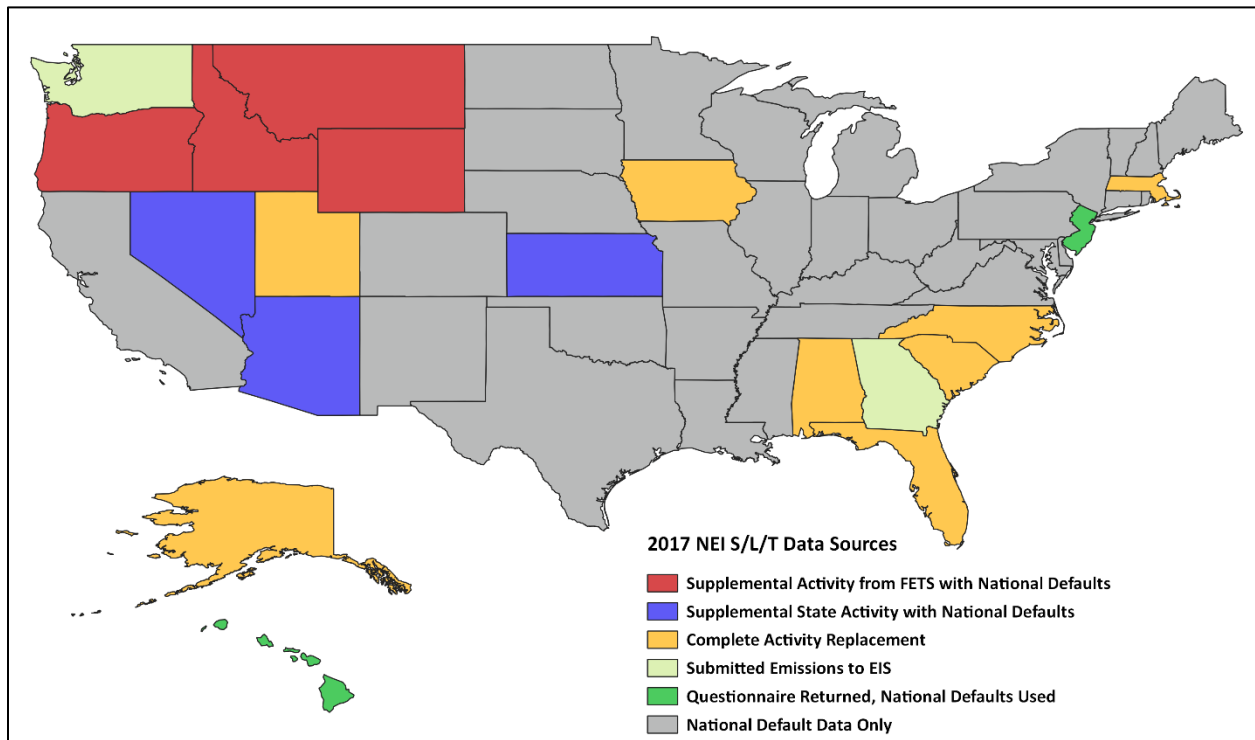 2017 NEI S/L/T Data Sources
Supplemental Activity from FETS with National Defaults
Supplemental State Activity with National Defaults
Complete Activity Replacement
Submitted Emissions to EIS
Questionnaire Returned, National Defaults Used
National Default Data Only